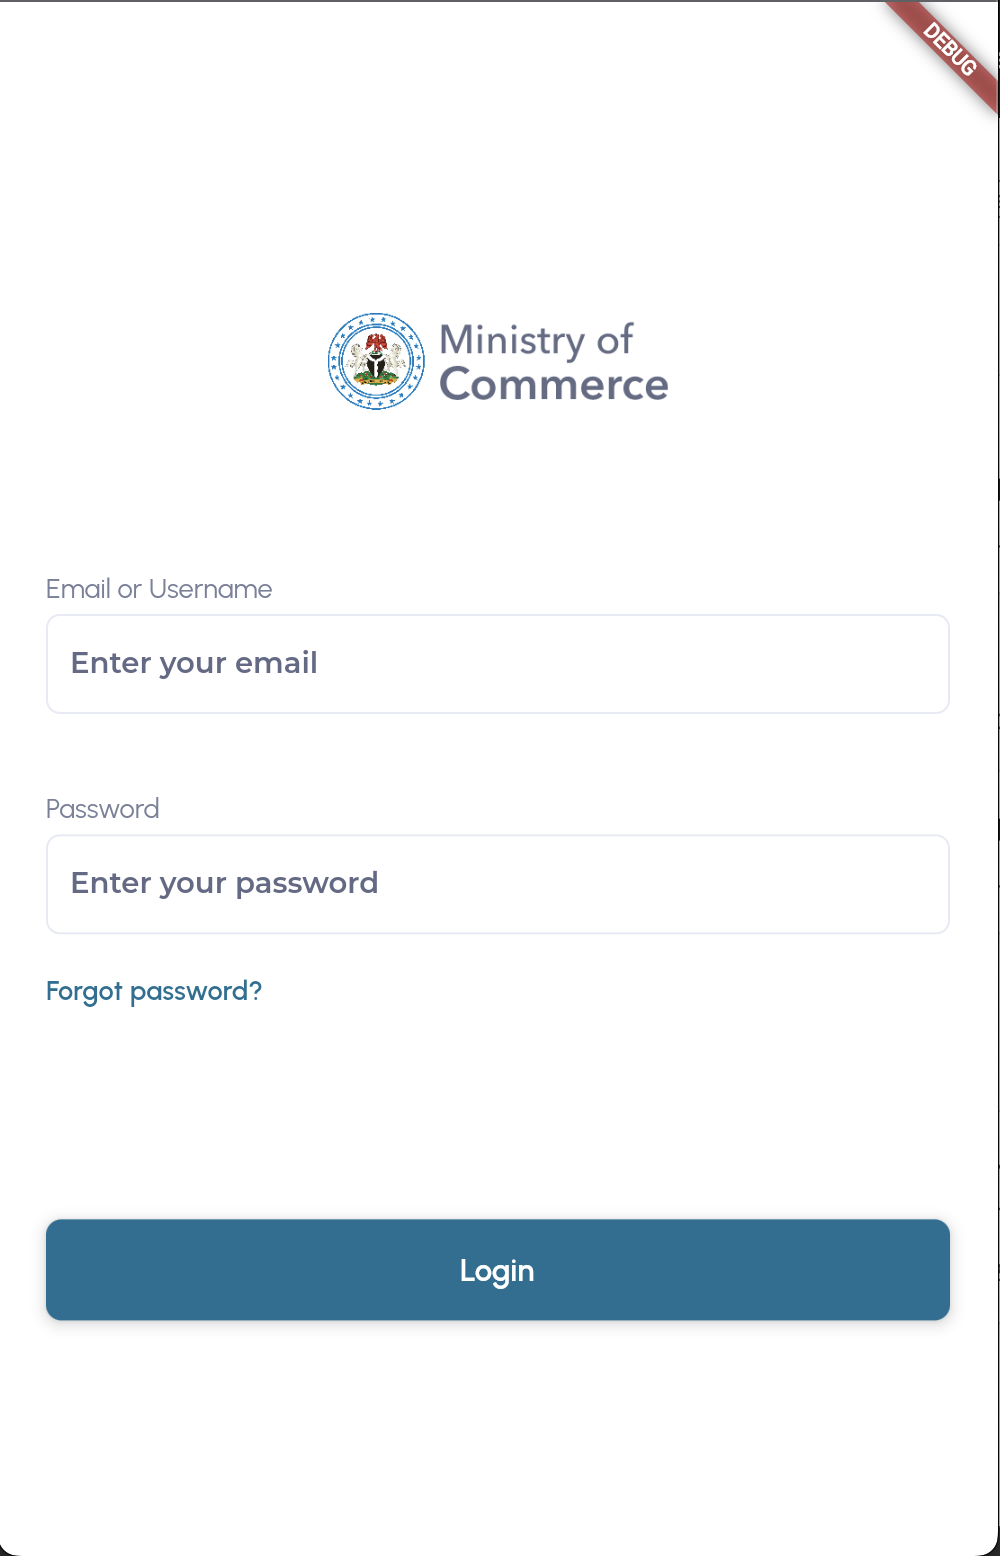 DEBUG
Ministry of
Commerce
Email or Username
Enter your email
Password
Enter your password
Forgot password?
Login